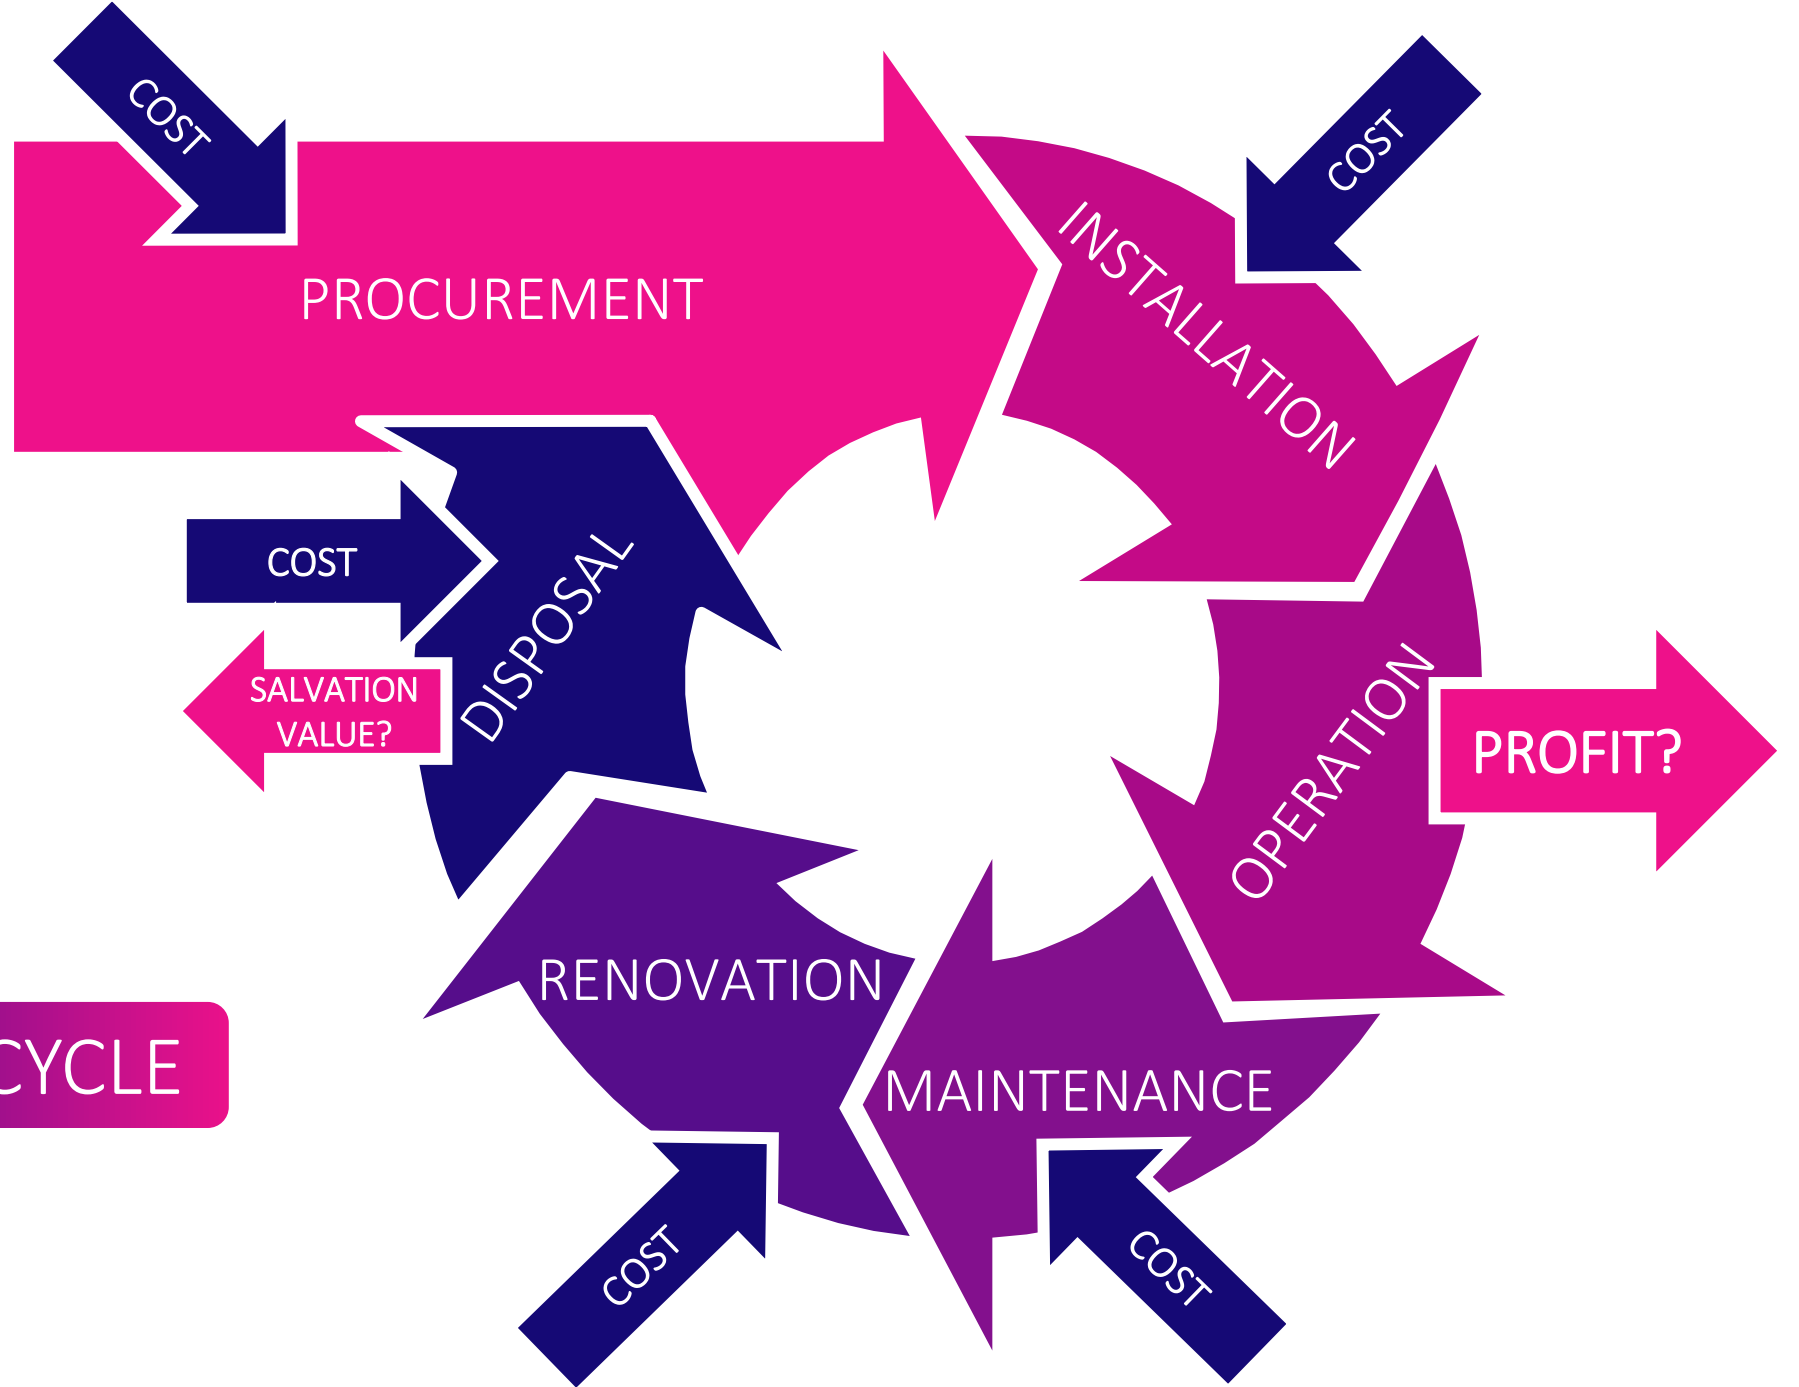 COST
COST
PROCUREMENT
INSTALLATION
COST
DISPOSAL
SALVATION
VALUE?
OPERATION
PROFIT?
RENOVATION
MAINTENANCE
CYCLE
COST
COST